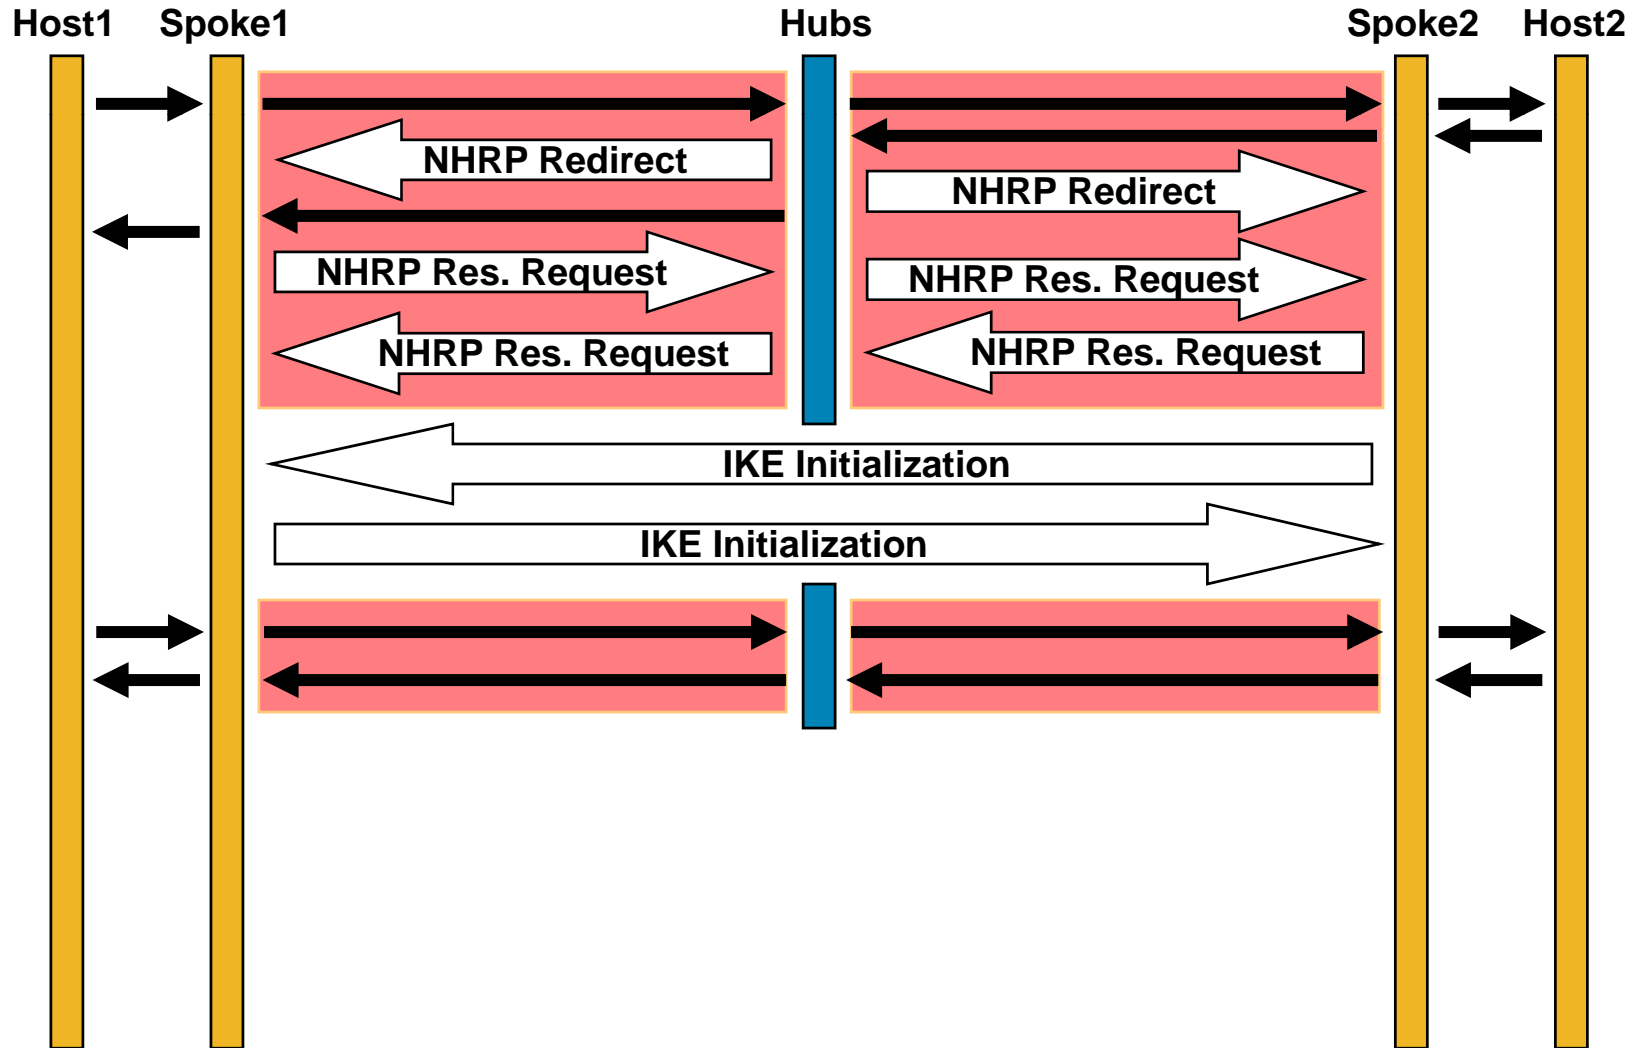 Host1 Spoke1 Hubs Spoke2 Host2
NHRP Redirect
NHRP Redirect
NHRP Res. Request
NHRP Res. Request
NHRP Res. Request
NHRP Res. Request
IKE Initialization
IKE Initialization